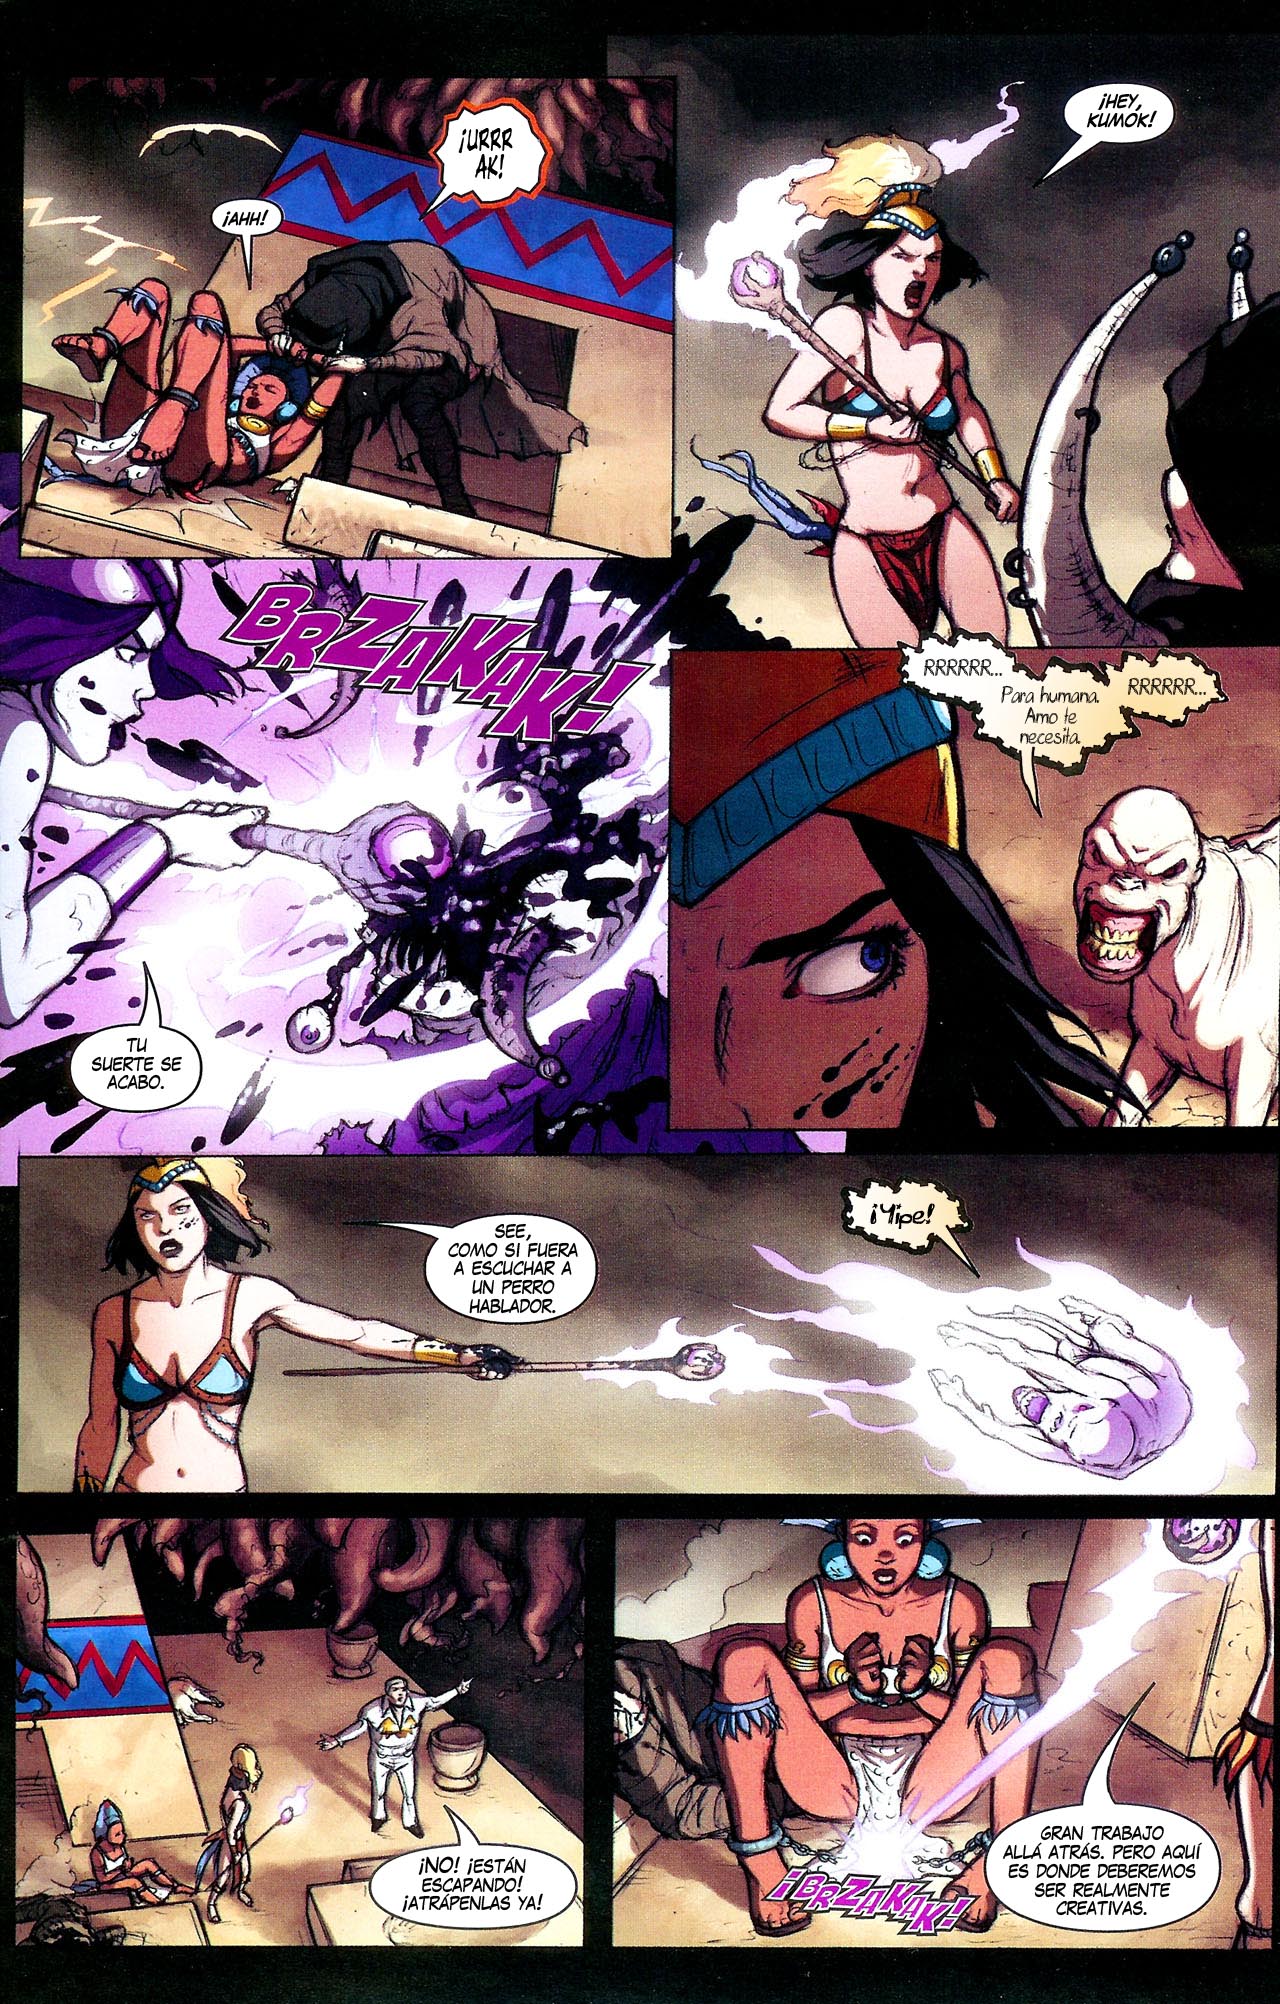 ¡URRR
AK!
¡AHH!
¡HEY,
KUMOK!
BRZAKAK!
TU
SUERTE SE
ACABO.
RRRRRR...
Para humana.
Amo te
necesita.
RRRRRR...
SEE,
COMO SI FUERA
A ESCUCHAR A
UN PERRO
HABLADOR.
¡Yipe!
¡NO! ¡ESTÁN
ESCAPANDO!
¡ATRÁPENLAS YA!
¡BRZAKAK!
GRAN TRABAJO
ALLÁ ATRÁS. PERO AQUÍ
ES DONDE DEBEREMOS
SER REALMENTE
CREATIVAS.